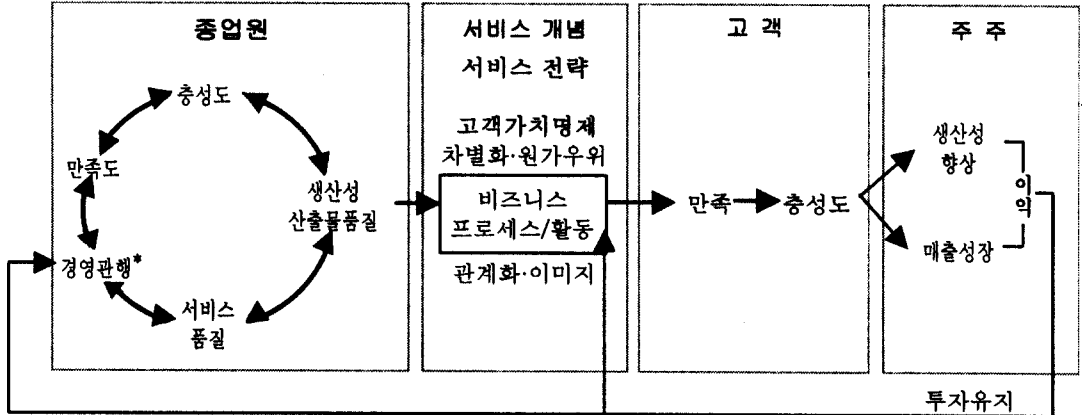 종업원
충성도
만족도
생산성
산출물품질
경영관행*
서비스
품질
서비스 개념
서비스 전략
고객가치명제
차별화·원가우위
비즈니스
프로세스/활동
관계화·이미지
고 객
만족
충성도
주 주
생산성
향상
이익
매출성장
투자유지